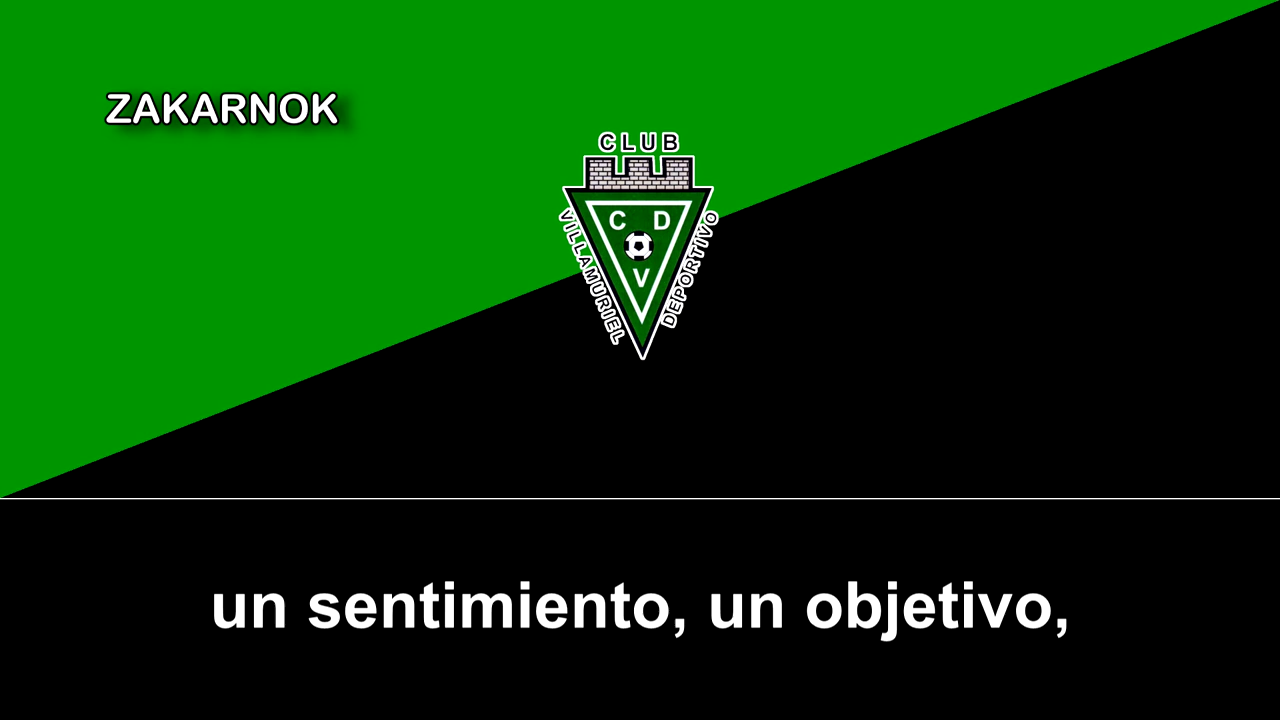 ZAKARNOK
CLUB
C D
V
VILLAMURIEL
DEPORTIVO
un sentimiento, un objetivo,